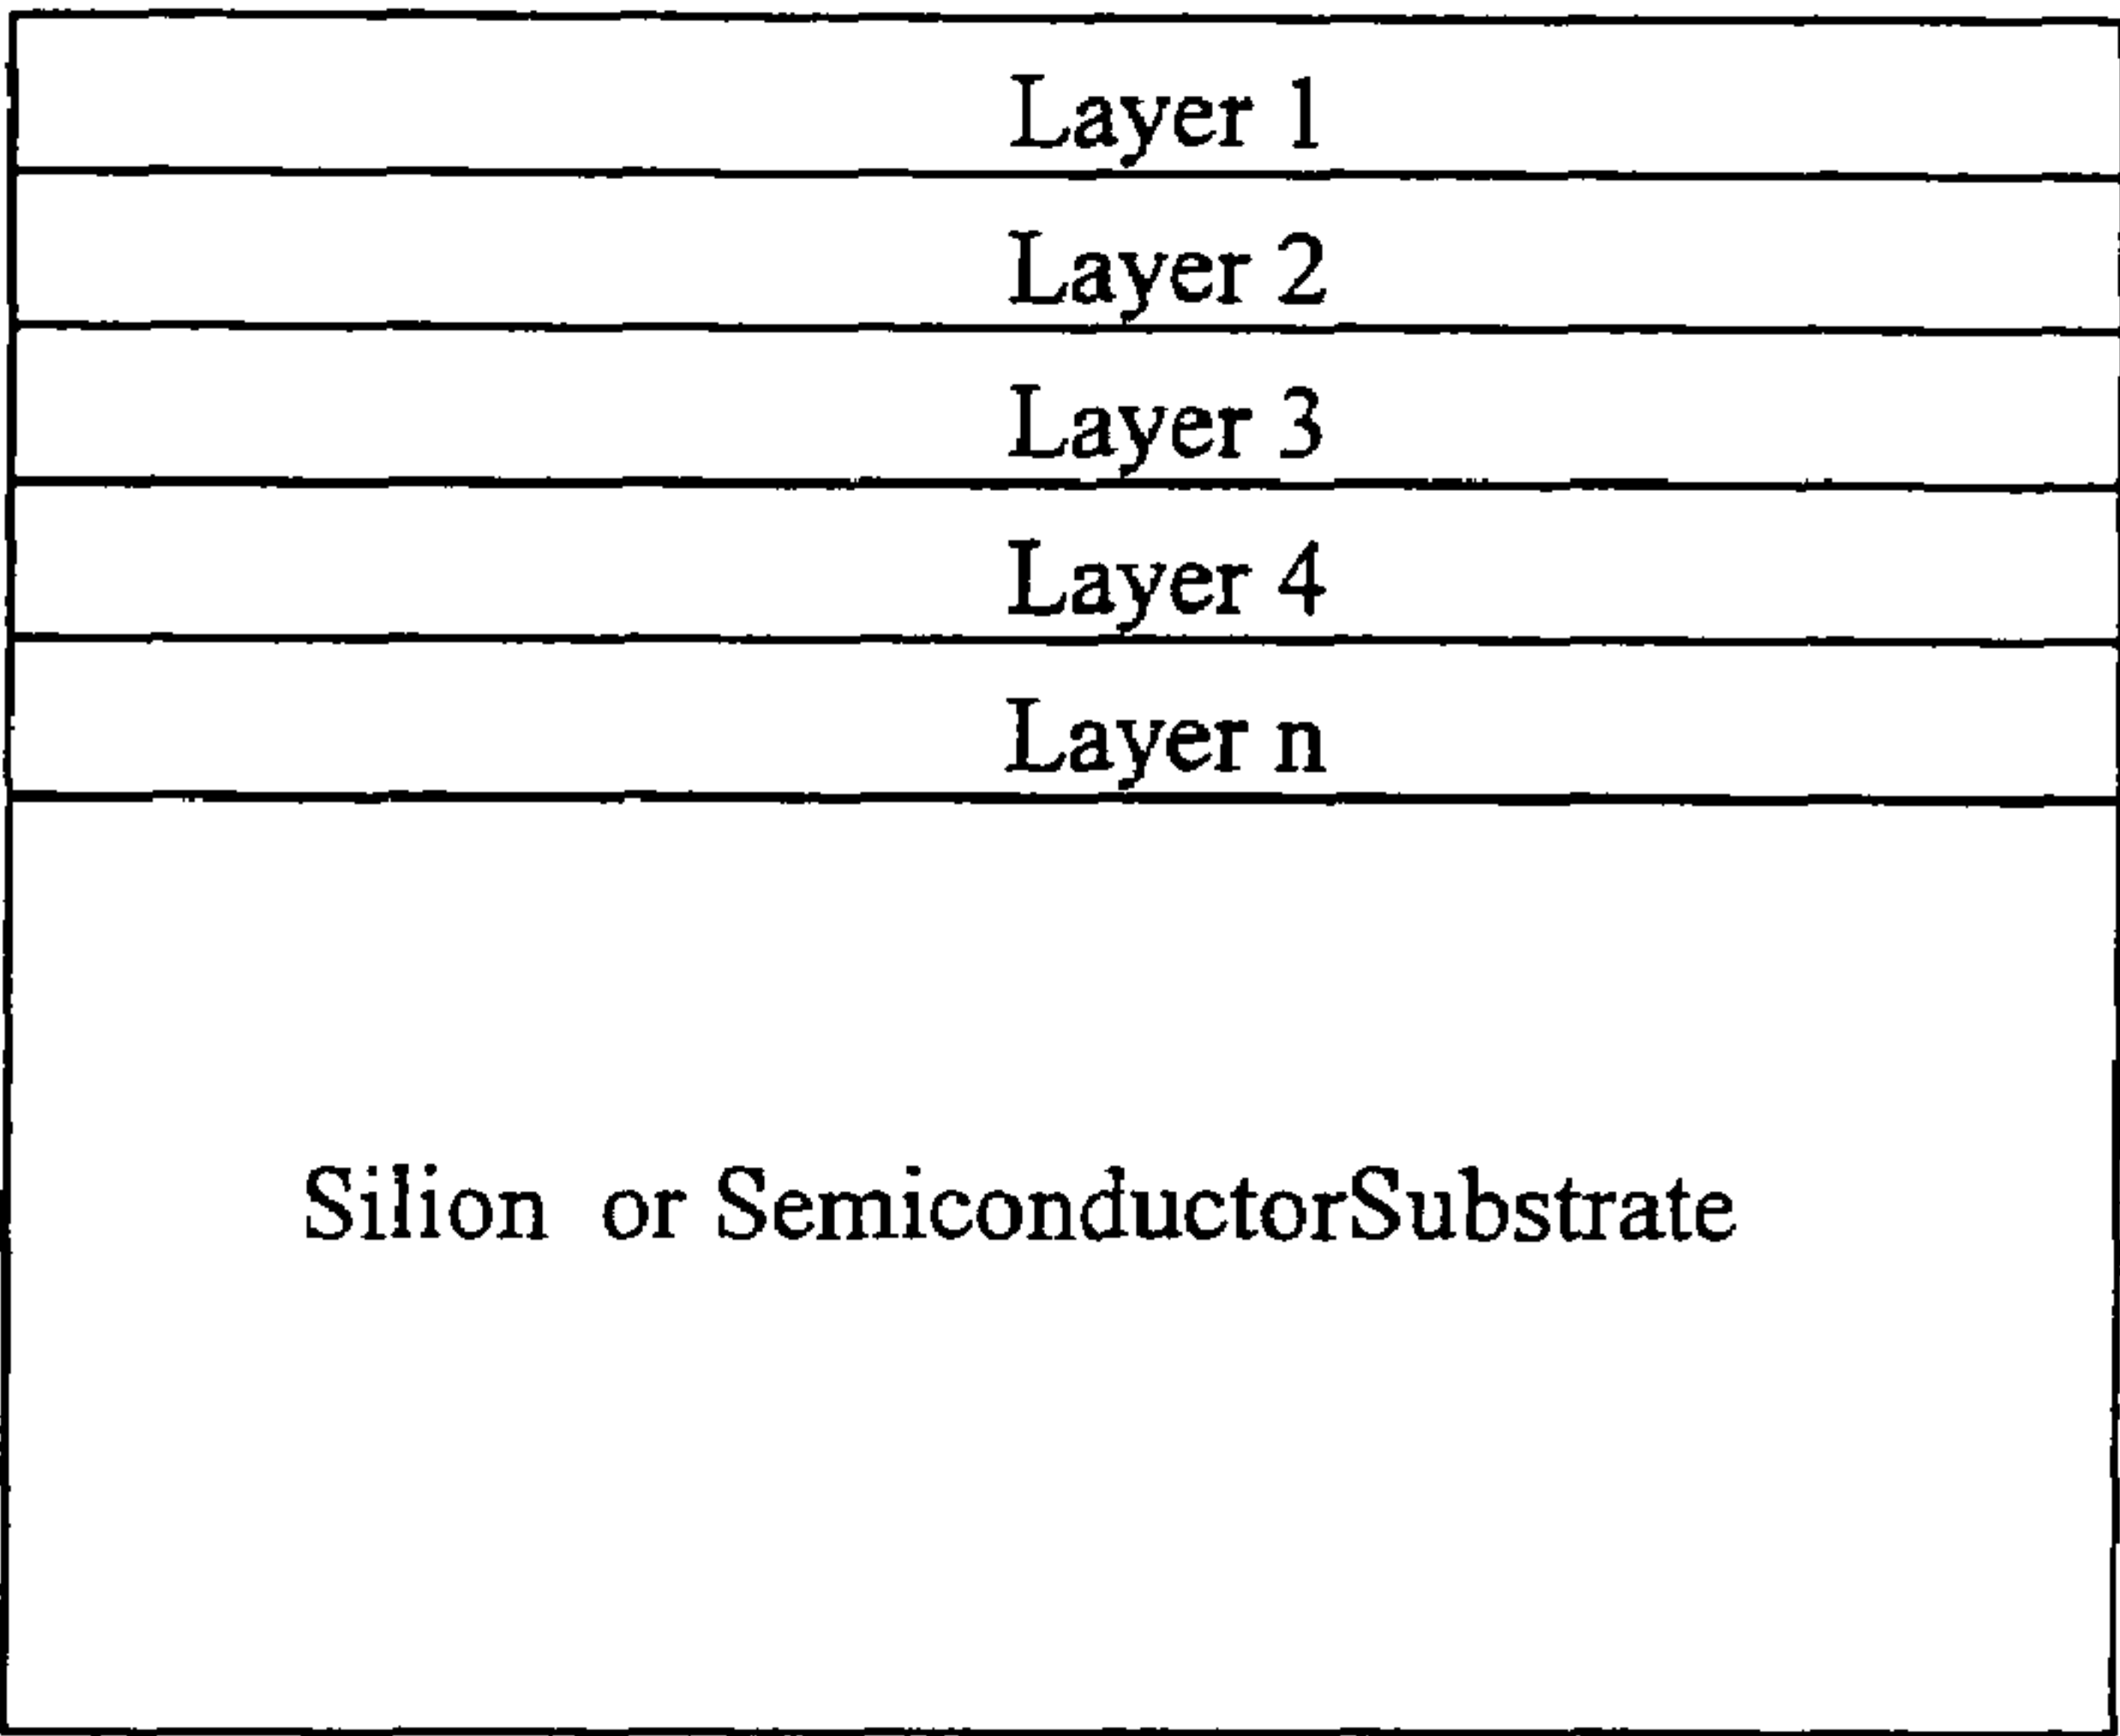 Layer 1
Layer 2
Layer 3
Layer 4
Layer n
Silion or SemiconductorSubstrate